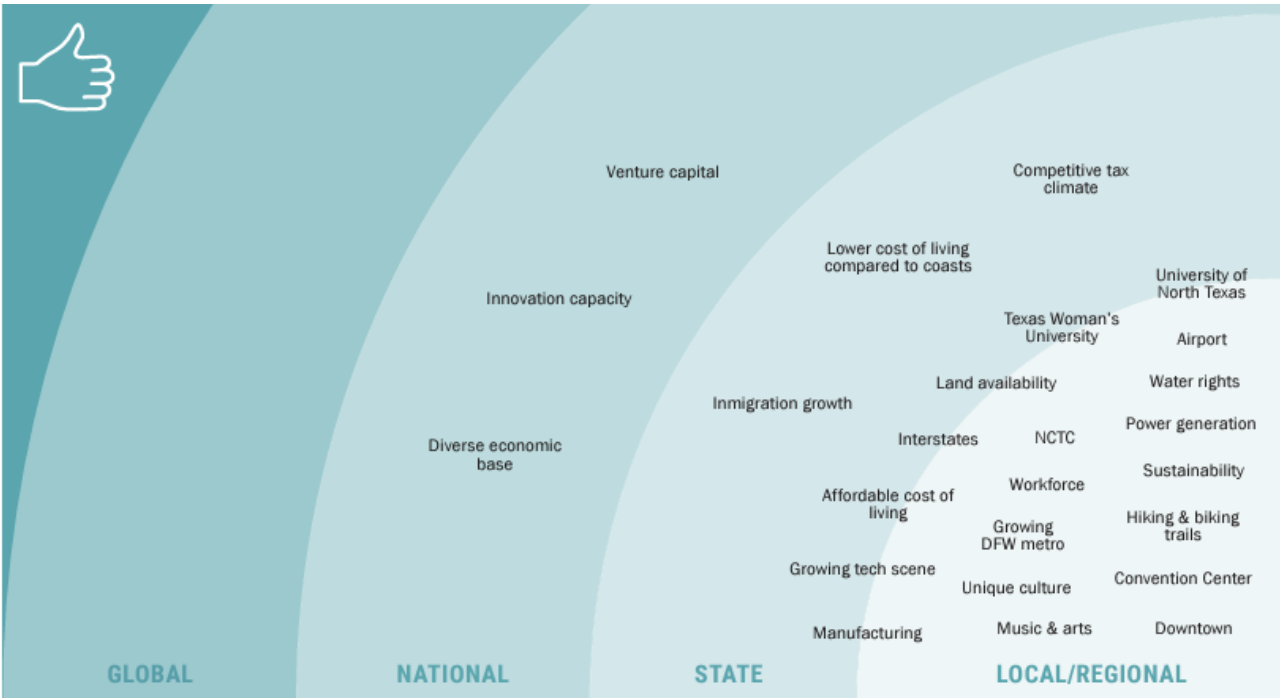 Venture capital
Competitive tax
climate
Lower cost of living
compared to coasts
University of
North Texas
Innovation capacity
Texas Woman's
University
Airport
Land availability
Water rights
Inmigration growth
Power generation
Interstates
NCTC
Diverse economic
base
Sustainability
Workforce
Affordable cost of
living
Hiking & biking
trails
Growing
DFW metro
Growing tech scene
Convention Center
Unique culture
Manufacturing
Music & arts
Downtown
GLOBAL
NATIONAL
STATE
LOCAL/REGIONAL